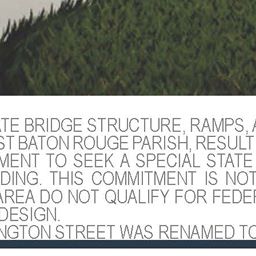 ATE BRIDGE STRUCTURE, RAMPS, A
ST BATON ROUGE PARISH, RESULT
MENT TO SEEK A SPECIAL STATE
DING. THIS COMMITMENT IS NOT
AREA DO NOT QUALIFY FOR FEDE
DESIGN.
NGTON STREET WAS RENAMED TO